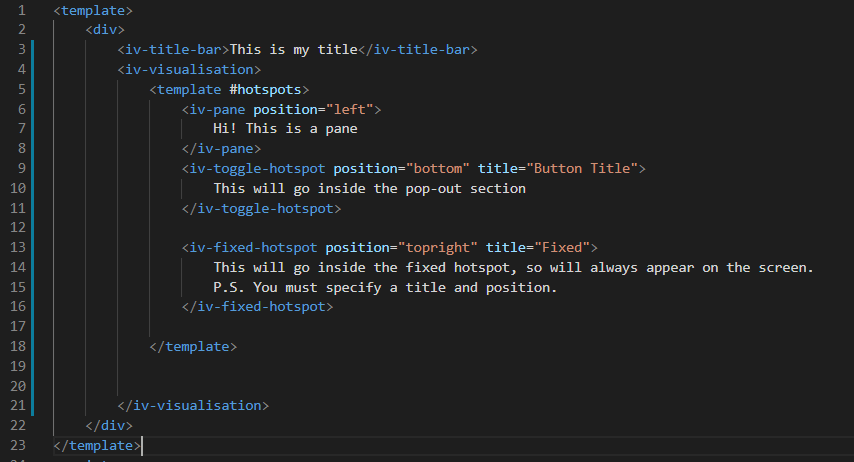 1 <template>
2 <div>
3 <iv-title-bar>This is my title</iv-title-bar>
4 <iv-visualisation>
5 <template #hotspots>
6 <iv-pane position="left">
7 Hi! This is a pane
8 </iv-pane>
9 <iv-toggle-hotspot position="bottom" title="Button Title">
10 This will go inside the pop-out section
11 </iv-toggle-hotspot>
12
13 <iv-fixed-hotspot position="topright" title="Fixed">
14 This will go inside the fixed hotspot, so will always appear on the screen.
15 P.S. You must specify a title and position.
16 </iv-fixed-hotspot>
17
18 </template>
19
20
21 </iv-visualisation>
22 </div>
23 </template>